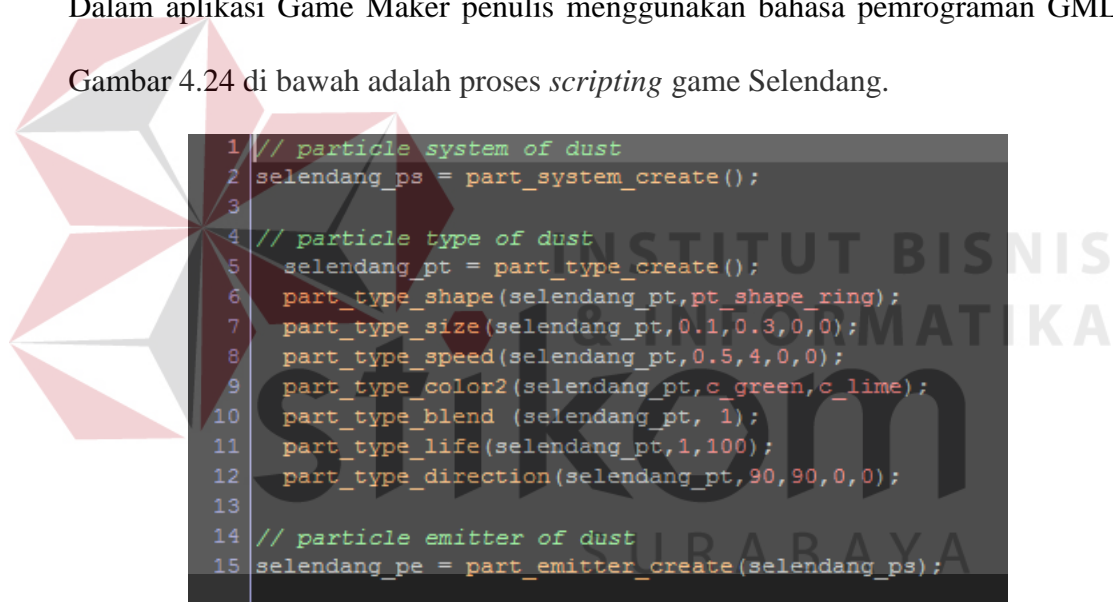 Dalam aplikasi Game Maker penulis menggunakan bahasa pemrograman GML
Gambar 4.24 di bawah adalah proses scripting game Selendang.
1 // particle system of dust
2 selendang_ps = part_system_create();
3
4 // particle type of dust
5 selendang_pt = part_type_create();
6 part_type_shape(selendang_pt,pt_shape_ring);
7 part_type_size(selendang_pt,0.1,0.3,0,0);
8 part_type_speed(selendang_pt,0.5,4,0,0);
9 part_type_color2(selendang_pt,c_green,c_lime);
10 part_type_blend (selendang_pt, 1);
11 part_type_life(selendang_pt,1,100);
12 part_type_direction(selendang_pt,90,90,0,0);
13
14 // particle emitter of dust
15 selendang_pe = part_emitter_create(selendang_ps);
INSTITUT BISNIS
& INFORMATIKA
stikom
SURABAYA